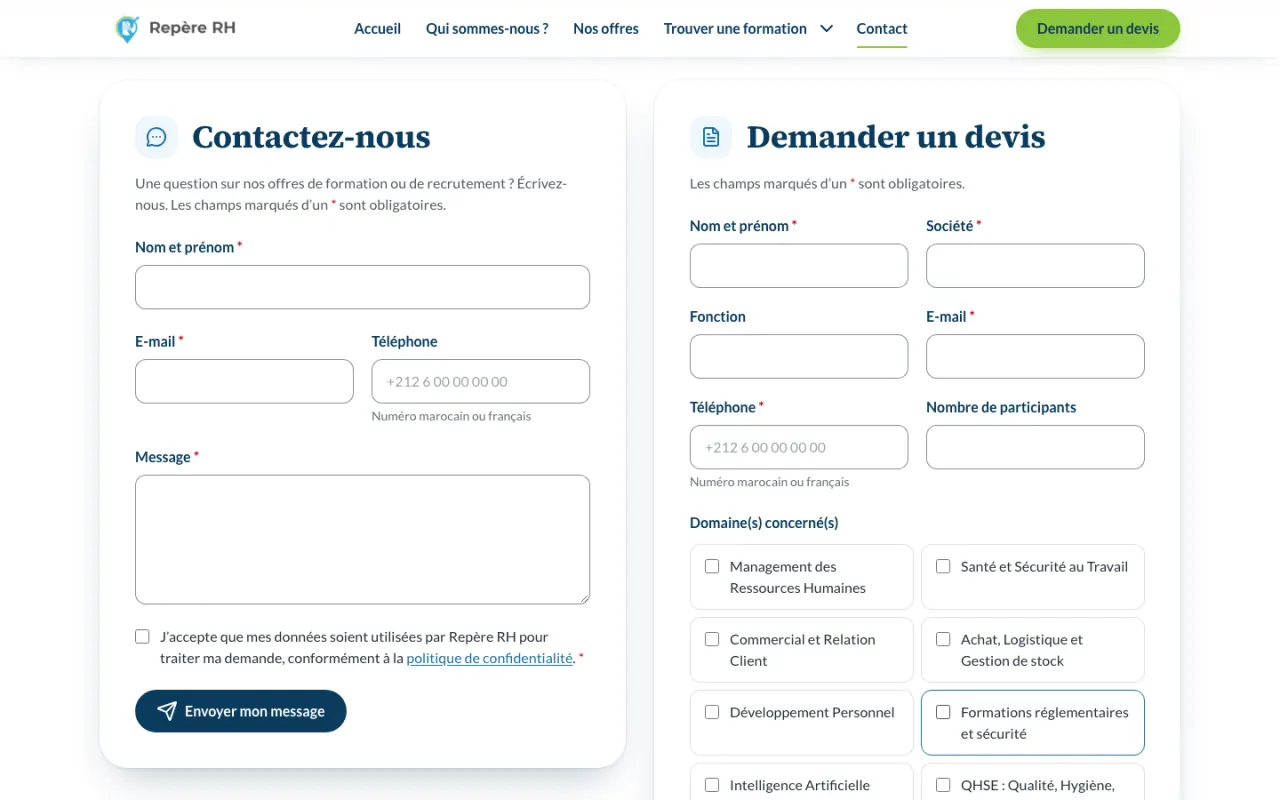 Repère RH
Accueil
Qui sommes-nous ?
Nos offres
Trouver une formation
Contact
Demander un devis
Contactez-nous
Une question sur nos offres de formation ou de recrutement ? Écrivez-
nous. Les champs marqués d’un * sont obligatoires.
Nom et prénom *
E-mail *
Téléphone
+212 6 00 00 00 00
Numéro marocain ou français
Message *
J’accepte que mes données soient utilisées par Repère RH pour
traiter ma demande, conformément à la politique de confidentialité. *
Envoyer mon message
Demander un devis
Les champs marqués d’un * sont obligatoires.
Nom et prénom *
Société *
Fonction
E-mail *
Téléphone *
Nombre de participants
+212 6 00 00 00 00
Numéro marocain ou français
Domaine(s) concerné(s)
Management des
Ressources Humaines
Santé et Sécurité au Travail
Commercial et Relation
Client
Achat, Logistique et
Gestion de stock
Développement Personnel
Formations réglementaires
et sécurité
Intelligence Artificielle
QHSE : Qualité, Hygiène,